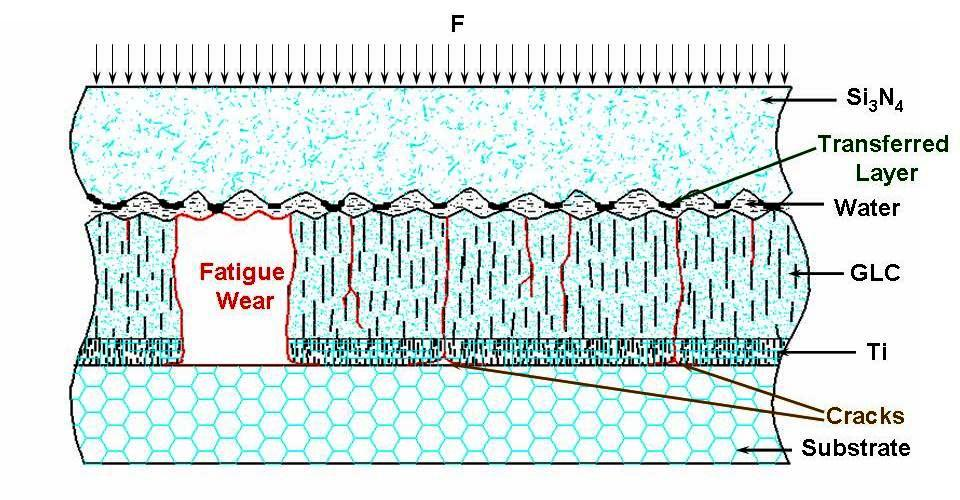 F
Si₃N₄
Transferred
Layer
Water
GLC
Fatigue
Wear
Ti
Cracks
Substrate